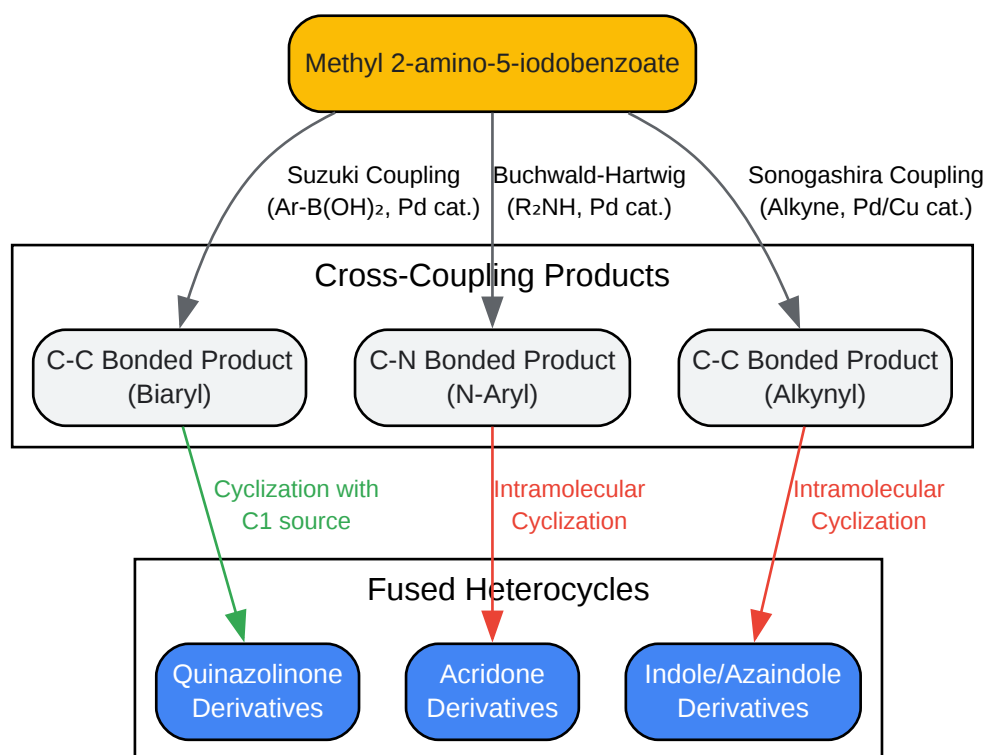 Methyl 2-amino-5-iodobenzoate
Suzuki Coupling
(Ar-B(OH)₂, Pd cat.)
Buchwald-Hartwig
(R₂NH, Pd cat.)
Sonogashira Coupling
(Alkyne, Pd/Cu cat.)
Cross-Coupling Products
C-C Bonded Product
(Biaryl)
C-N Bonded Product
(N-Aryl)
C-C Bonded Product
(Alkynyl)
Cyclization with
C1 source
Intramolecular
Cyclization
Intramolecular
Cyclization
Fused Heterocycles
Quinazolinone
Derivatives
Acridone
Derivatives
Indole/Azaindole
Derivatives